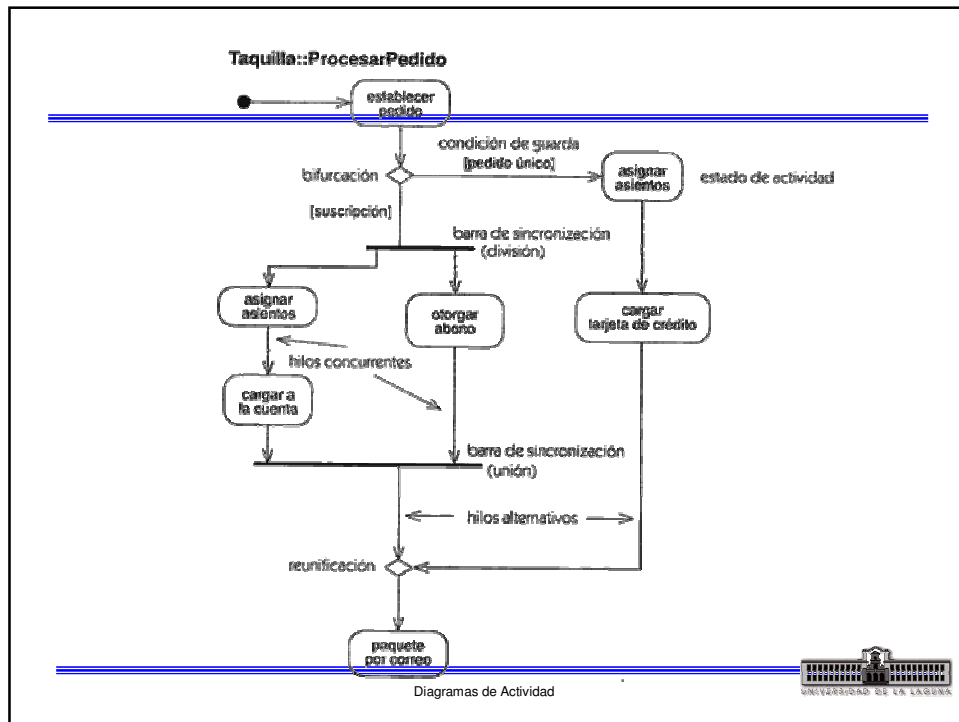 Taquilla::ProcesarPedido
establecer
pedido
condición de guarda
[pedido único]
bifurcación
asignar
asientos
estado de actividad
[suscripción]
barra de sincronización
(división)
asignar
asientos
otorgar
abono
cargar
tarjeta de crédito
hilos concurrentes
cargar a
la cuenta
barra de sincronización
(unión)
hilos alternativos
reunificación
paquete
por correo
Diagramas de Actividad
UNIVERSIDAD DE LA LAGUNA